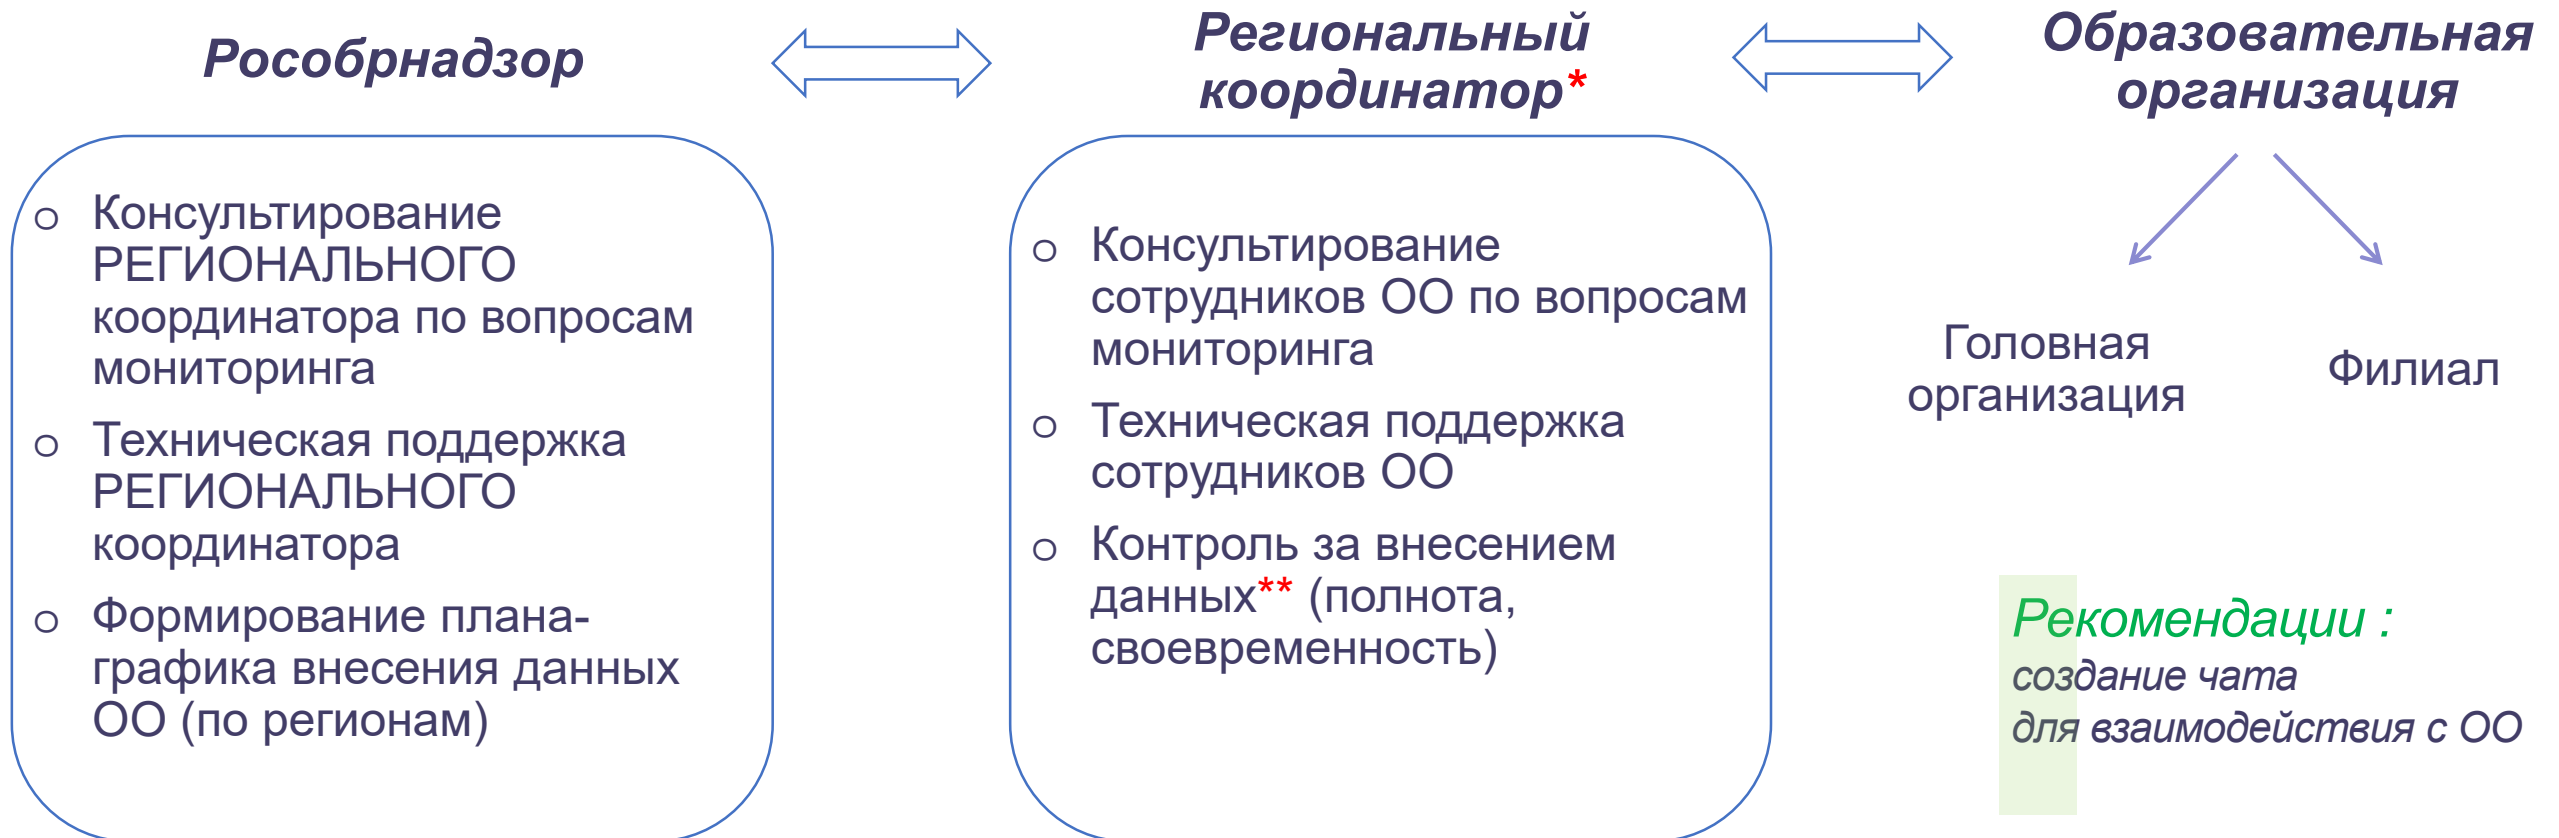 Рособрнадзор
Региональный
координатор*
Образовательная
организация
o Консультирование
РЕГИОНАЛЬНОГО
координатора по вопросам
мониторинга
o Техническая поддержка
РЕГИОНАЛЬНОГО
координатора
o Формирование плана-
графика внесения данных
ОО (по регионам)
o Консультирование
сотрудников ОО по вопросам
мониторинга
o Техническая поддержка
сотрудников ОО
o Контроль за внесением
данных** (полнота,
своевременность)
Головная
организация
Филиал
Рекомендации :
создание чата
для взаимодействия с ОО